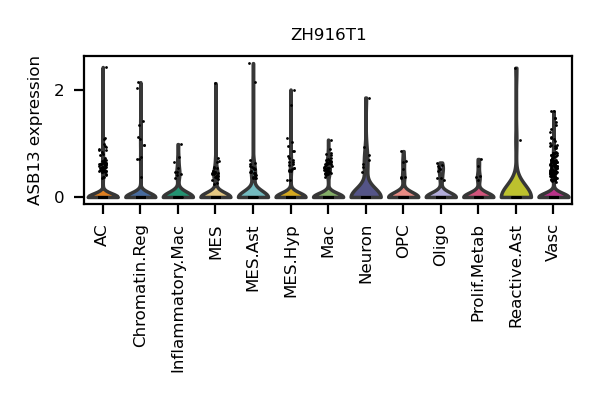 ZH916T1
ASB13 expression
2
0
AC
Chromatin.Reg
Inflammatory.Mac
MES
MES.Ast
MES.Hyp
Mac
Neuron
OPC
Oligo
Prolif.Metab
Reactive.Ast
Vasc